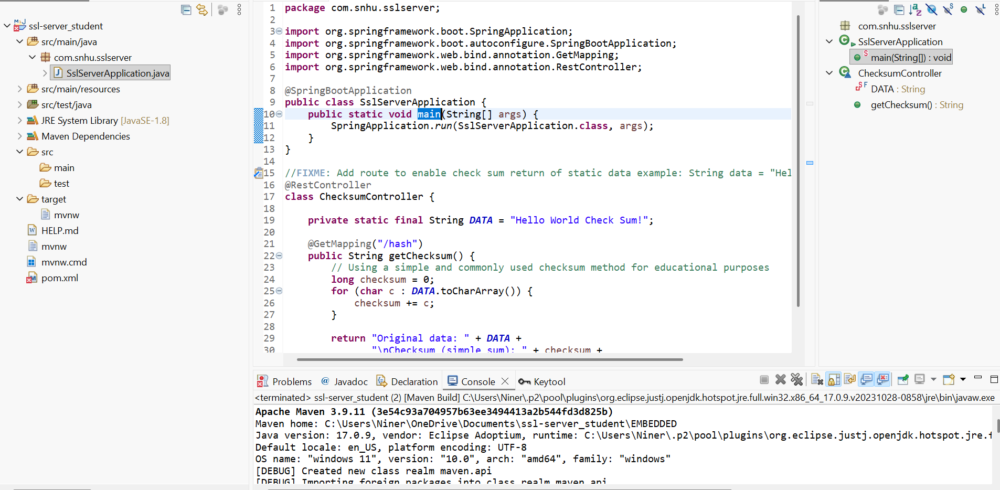 ssl-server_student
src/main/java
com.snhu.sslserver
SslServerApplication.java
src/main/resources
src/test/java
JRE System Library [JavaSE-1.8]
Maven Dependencies
src
main
test
target
mvnw
HELP.md
mvnw
mvnw.cmd
pom.xml
1 package com.snhu.sslserver;
2
3 import org.springframework.boot.SpringApplication;
4 import org.springframework.boot.autoconfigure.SpringBootApplication;
5 import org.springframework.web.bind.annotation.GetMapping;
6 import org.springframework.web.bind.annotation.RestController;
7
8 @SpringBootApplication
9 public class SslServerApplication {
10 public static void main(String[] args) {
11 SpringApplication.run(SslServerApplication.class, args);
12 }
13 }
14
15 //FIXME: Add route to enable check sum return of static data example: String data = "Hel
16 @RestController
17 class ChecksumController {
18
19 private static final String DATA = "Hello World Check Sum!";
20
21 @GetMapping("/hash")
22 public String getChecksum() {
23 // Using a simple and commonly used checksum method for educational purposes
24 long checksum = 0;
25 for (char c : DATA.toCharArray()) {
26 checksum += c;
27 }
28
29 return "Original data: " + DATA +
30 "\nChecksum (simple sum): " + checksum +
com.snhu.sslserver
SslServerApplication
main(String[]) : void
ChecksumController
DATA : String
getChecksum() : String
Problems @ Javadoc Declaration Console Keytool
<terminated> ssl-server_student (2) [Maven Build] C:\Users\Niner\.p2\pool\plugins\org.eclipse.justj.openjdk.hotspot.jre.full.win32.x86_64_17.0.9.v20231028-0858\jre\bin\javaw.exe
Apache Maven 3.9.11 (3e54c93a704957b63ee3494413a2b544fd3d825b)
Maven home: C:\Users\Niner\OneDrive\Documents\ssl-server_student\EMBEDDED
Java version: 17.0.9, vendor: Eclipse Adoptium, runtime: C:\Users\Niner\.p2\pool\plugins\org.eclipse.justj.openjdk.hotspot.jre.f
Default locale: en_US, platform encoding: UTF-8
OS name: "windows 11", version: "10.0", arch: "amd64", family: "windows"
[DEBUG] Created new class realm maven.api
[DEBUG] Importing foreign packages into class realm maven.api